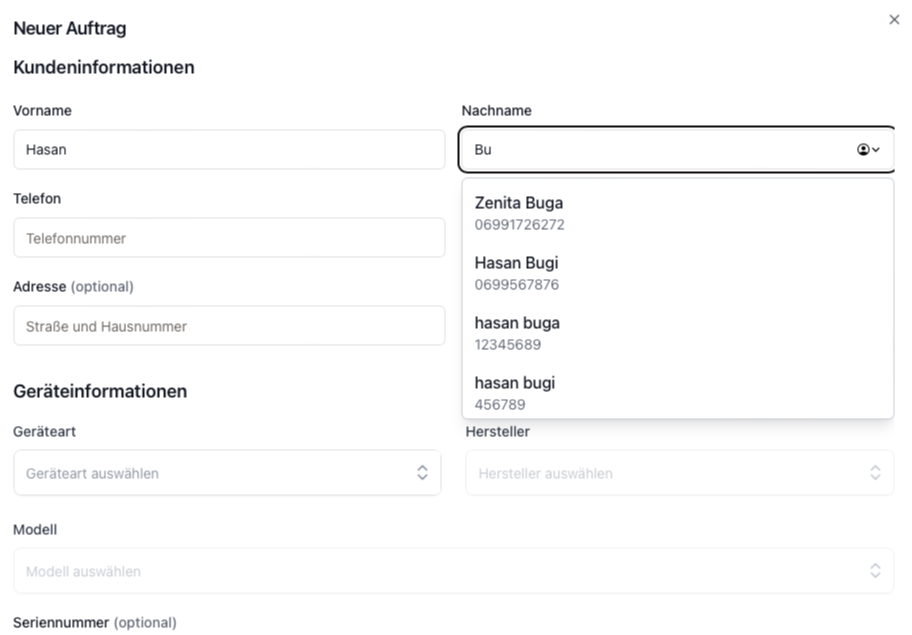 Neuer Auftrag
Kundeninformationen
Vorname
Nachname
Hasan
Bu
Telefon
Telefonnummer
Zenita Buga
06991726272
Hasan Bugi
0699567876
hasan buga
12345689
hasan bugi
456789
Adresse (optional)
Straße und Hausnummer
Geräteinformationen
Geräteart
Hersteller
Geräteart auswählen
Hersteller auswählen
Modell
Modell auswählen
Seriennummer (optional)